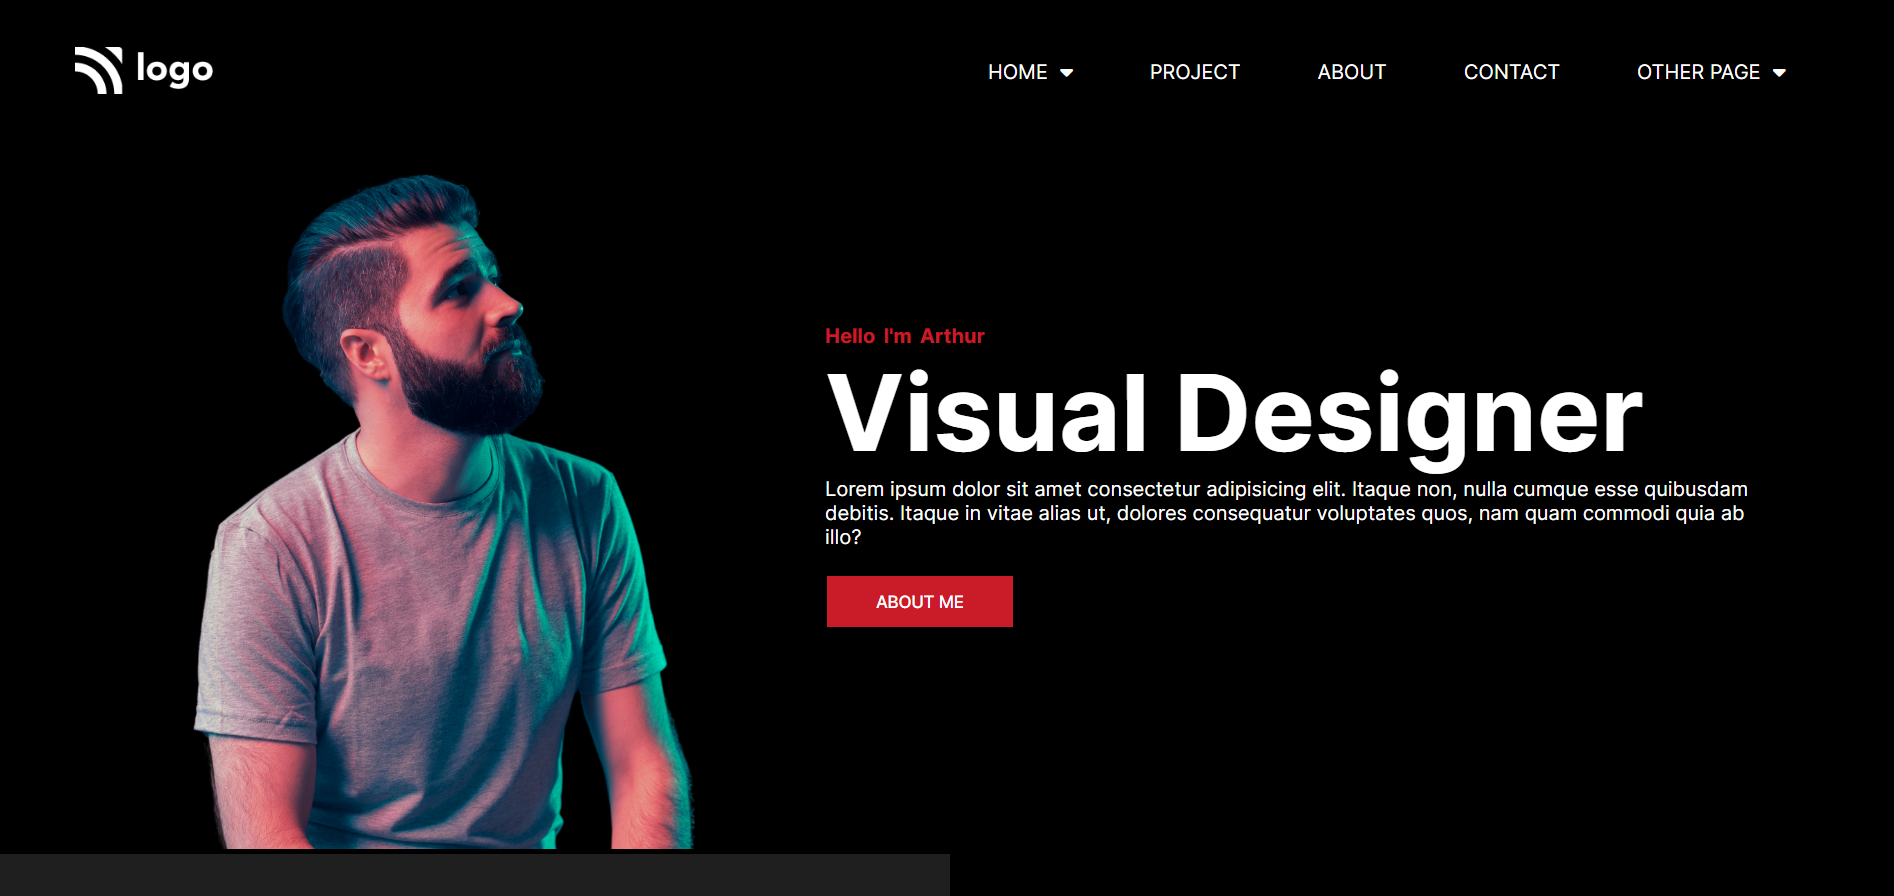 logo
HOME
PROJECT
ABOUT
CONTACT
OTHER PAGE
Hello I'm Arthur
Visual Designer
Lorem ipsum dolor sit amet consectetur adipisicing elit. Itaque non, nulla cumque esse quibusdam
debitis. Itaque in vitae alias ut, dolores consequatur voluptates quos, nam quam commodi quia ab
illo?
ABOUT ME